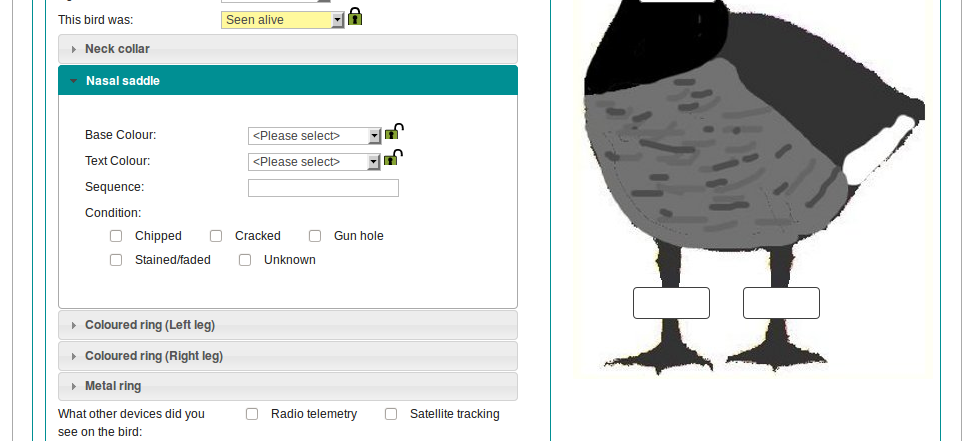 This bird was: Seen alive
Neck collar
Nasal saddle
Base Colour: <Please select>
Text Colour: <Please select>
Sequence:
Condition:
Chipped Cracked Gun hole
Stained/faded Unknown
Coloured ring (Left leg)
Coloured ring (Right leg)
Metal ring
What other devices did you Radio telemetry Satellite tracking
see on the bird: